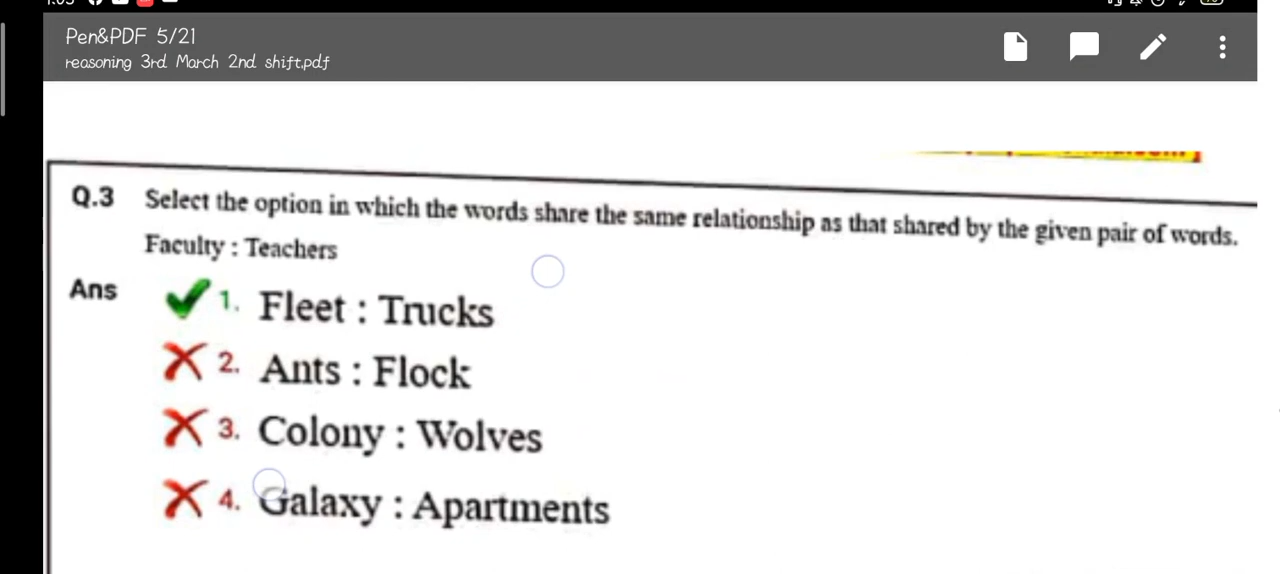 Pen&PDF 5/21
reasoning 3rd March 2nd shift.pdf
Q.3 Select the option in which the words share the same relationship as that shared by the given pair of words.
Faculty : Teachers
Ans 1. Fleet : Trucks
2. Ants : Flock
3. Colony : Wolves
4. Galaxy : Apartments